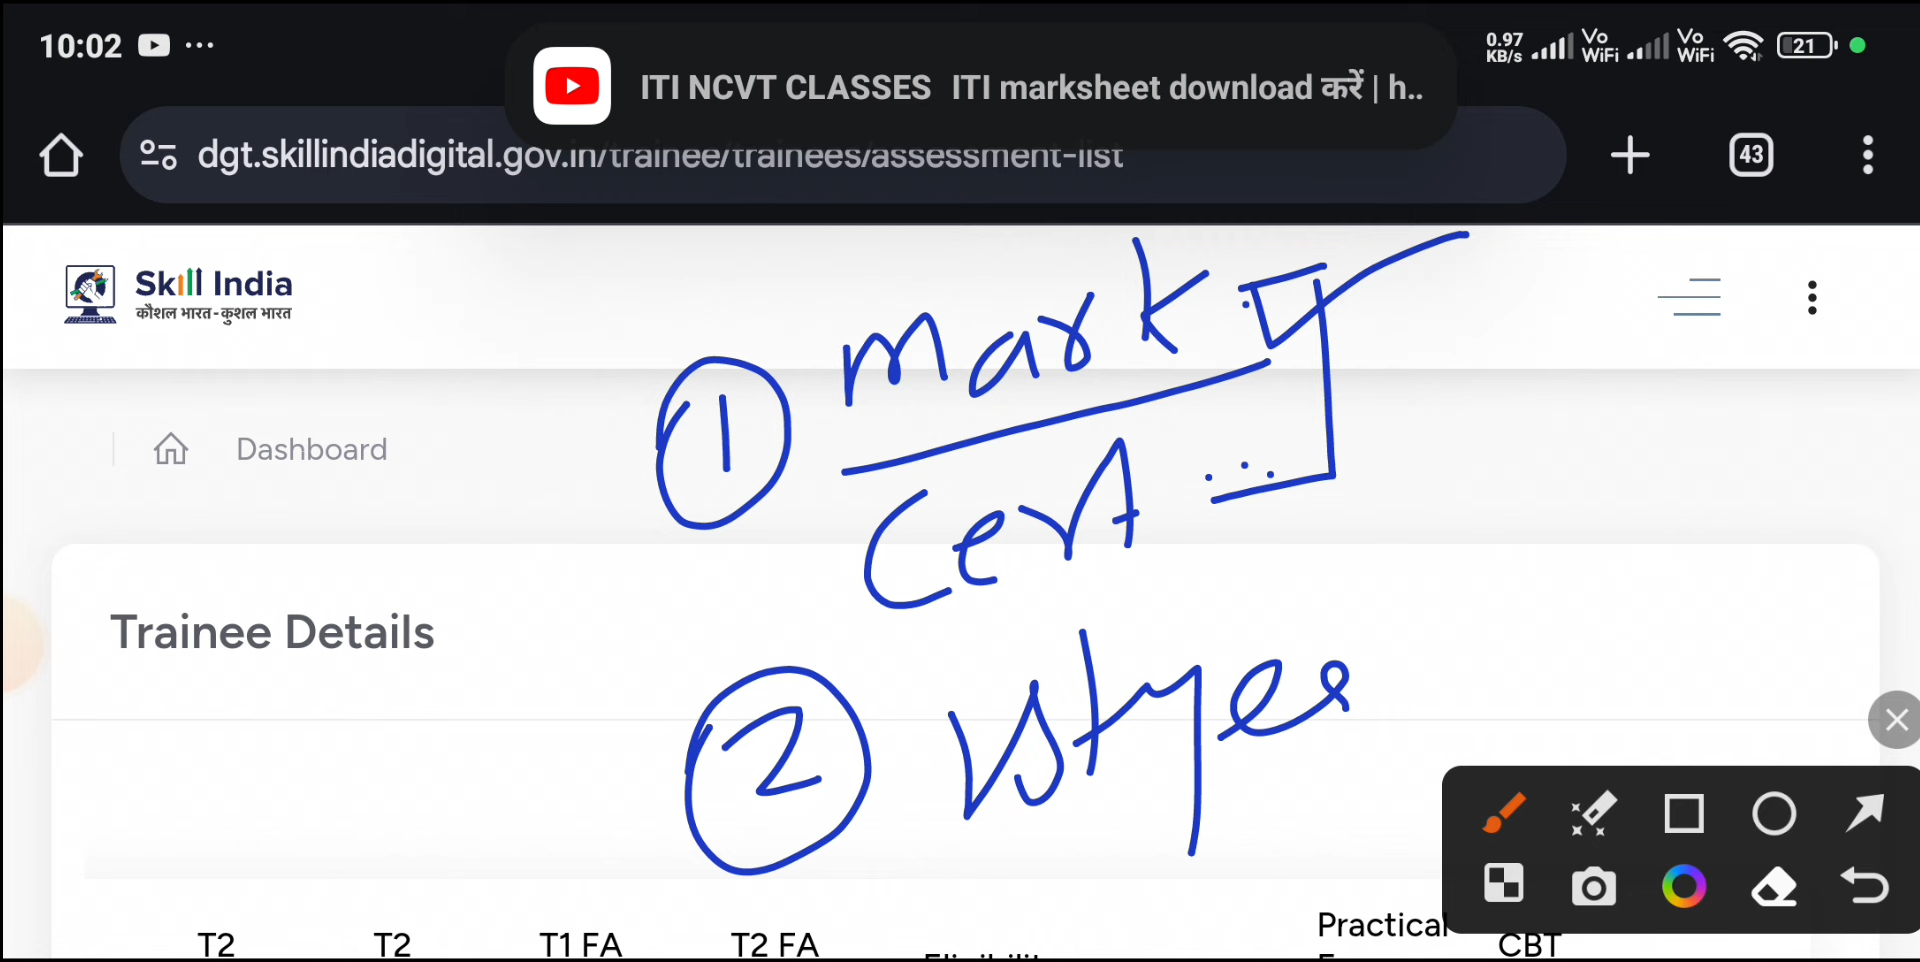 10:02
0.97 KB/s Vo WiFi Vo WiFi 21
ITI NCVT CLASSES ITI marksheet download करें | h..
dgt.skillindiadigital.gov.in/trainee/trainees/assessment-list
43
Skill India
कौशल भारत-कुशल भारत
① Mark
Cert
Dashboard
Trainee Details
②
T2 T2 T1 FA T2 FA Practical CBT